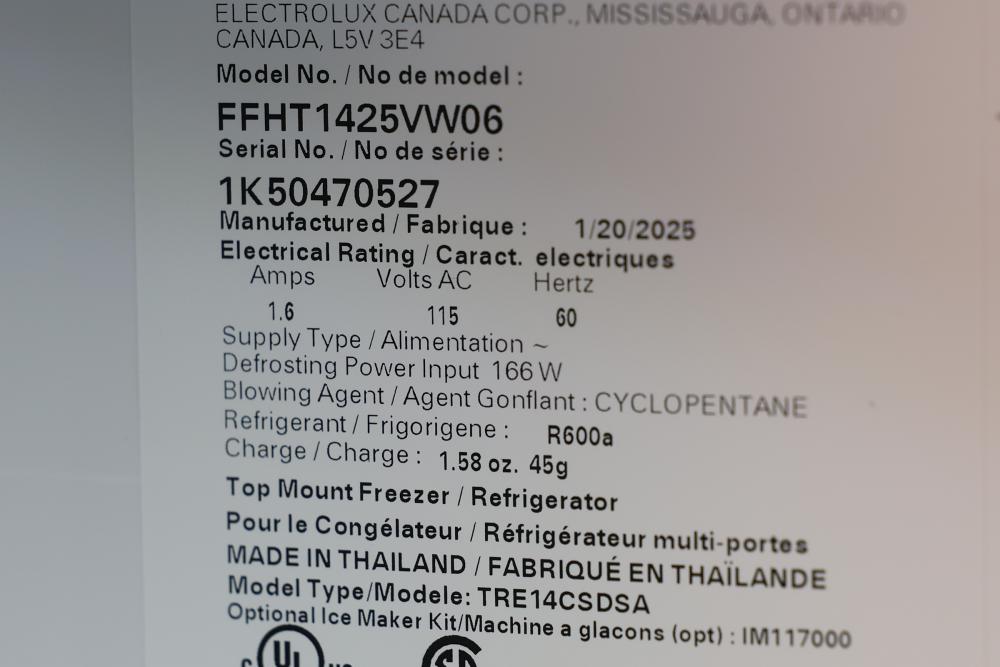 ELECTROLUX CANADA CORP., MISSISSAUGA, ONTARIO
CANADA, L5V 3E4
Model No. / No de model :
FFHT1425VW06
Serial No. / No de série :
1K50470527
Manufactured / Fabrique : 1/20/2025
Electrical Rating / Caract. electriques
Amps Volts AC Hertz
1.6 115 60
Supply Type / Alimentation ~
Defrosting Power Input 166 W
Blowing Agent / Agent Gonflant : CYCLOPENTANE
Refrigerant / Frigorigene : R600a
Charge / Charge : 1.58 oz. 45g
Top Mount Freezer / Refrigerator
Pour le Congélateur / Réfrigérateur multi-portes
MADE IN THAILAND / FABRIQUÉ EN THAÏLANDE
Model Type/Modele: TRE14CSDSA
Optional Ice Maker Kit/Machine a glacons (opt) : IM117000
c UL us